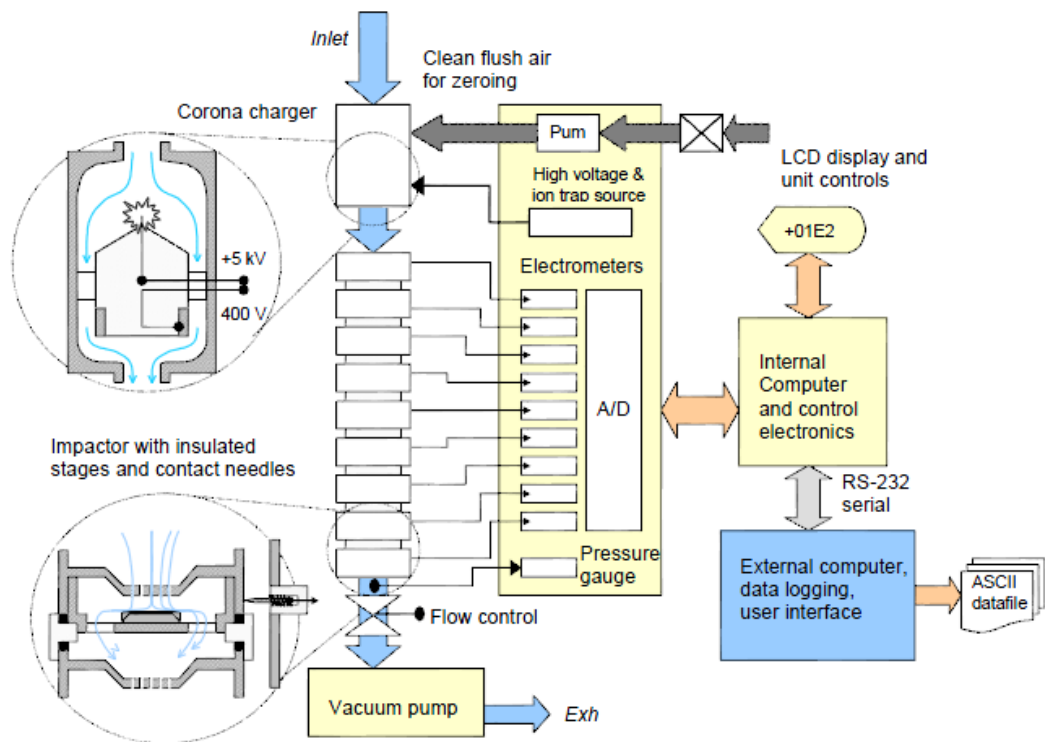 Inlet
Clean flush air
for zeroing
Corona charger
Pum
LCD display and
unit controls
High voltage &
ion trap source
+01E2
+5 kV
Electrometers
400 V
Internal
Computer
and control
electronics
A/D
Impactor with insulated
stages and contact needles
RS-232
serial
Pressure
gauge
External computer,
data logging,
user interface
ASCII
datafile
Flow control
Vacuum pump
Exh